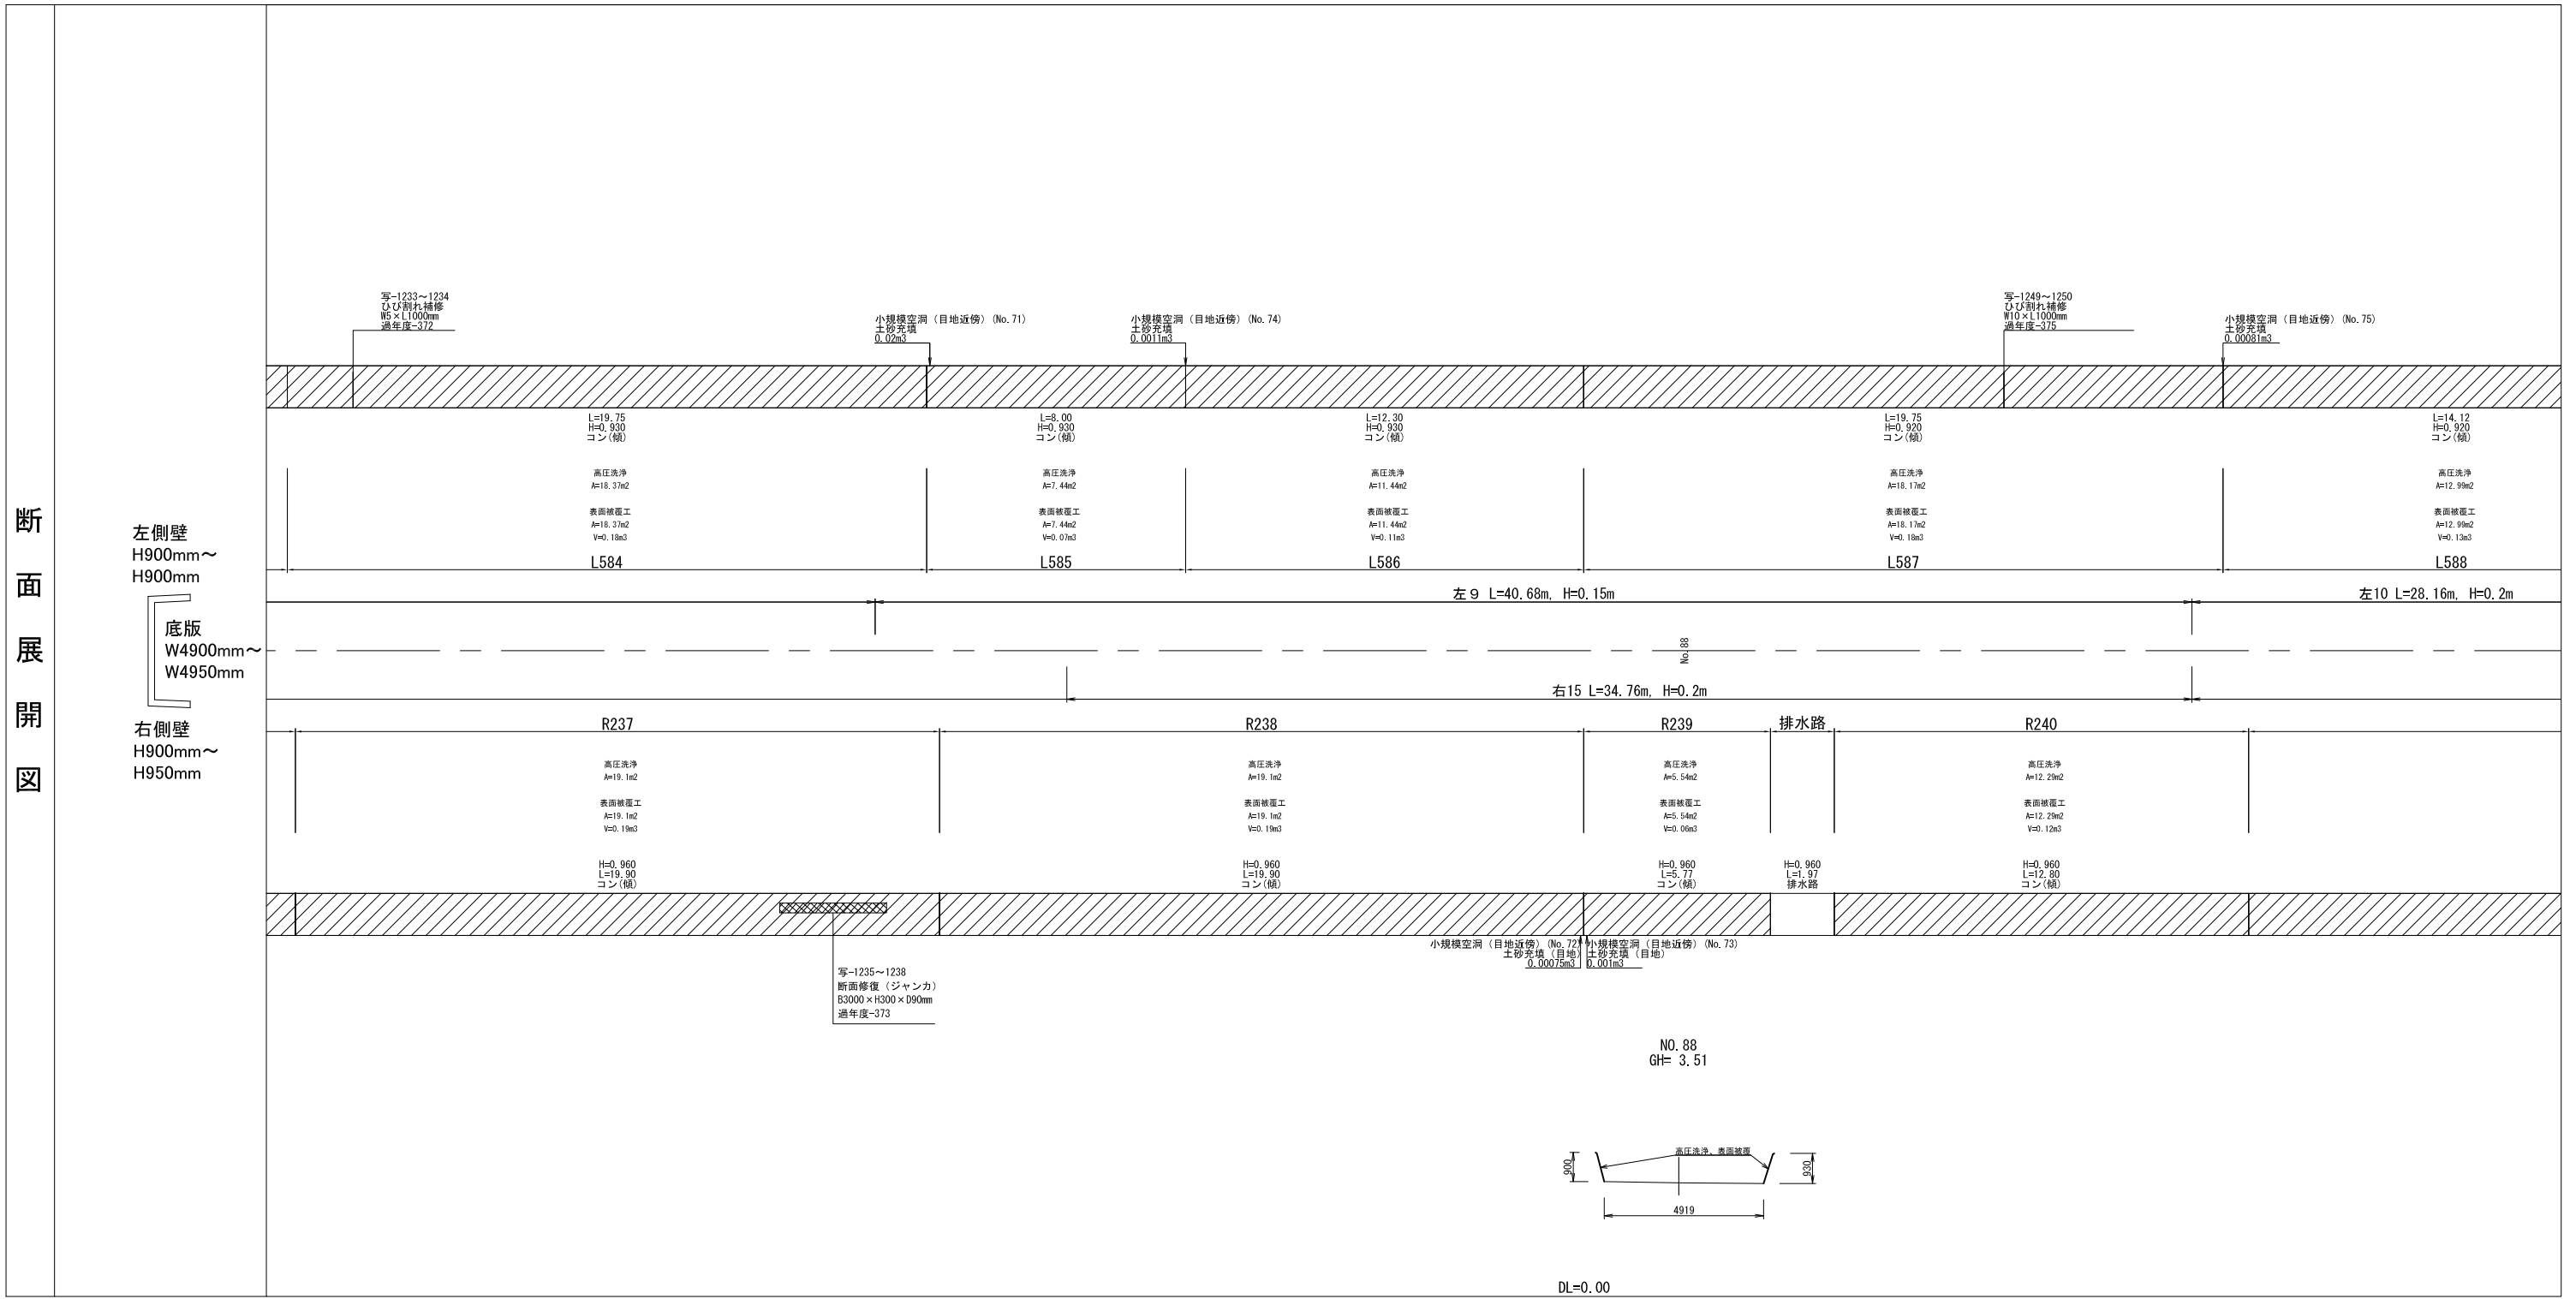 断面展開図
左側壁
H900mm～
H900mm
底版
W4900mm～
W4950mm
右側壁
H900mm～
H950mm
写-1233～1234
ひび割れ補修
W5×L1000mm
過年度-372
小規模空洞（目地近傍）(No.71)
土砂充填
0.02m3
小規模空洞（目地近傍）(No.74)
土砂充填
0.0011m3
写-1249～1250
ひび割れ補修
W10×L1000mm
過年度-375
小規模空洞（目地近傍）(No.75)
土砂充填
0.00081m3
L=19.75
H=0.930
コン(傾)
高圧洗浄
A=18.37m2
表面被覆工
A=18.37m2
V=0.18m3
L584
L=8.00
H=0.930
コン(傾)
高圧洗浄
A=7.44m2
表面被覆工
A=7.44m2
V=0.07m3
L585
L=12.30
H=0.930
コン(傾)
高圧洗浄
A=11.44m2
表面被覆工
A=11.44m2
V=0.11m3
L586
L=19.75
H=0.920
コン(傾)
高圧洗浄
A=18.17m2
表面被覆工
A=18.17m2
V=0.18m3
L587
L=14.12
H=0.920
コン(傾)
高圧洗浄
A=12.99m2
表面被覆工
A=12.99m2
V=0.13m3
L588
左９ L=40.68m, H=0.15m
左10 L=28.16m, H=0.2m
No.88
右15 L=34.76m, H=0.2m
R237
高圧洗浄
A=19.1m2
表面被覆工
A=19.1m2
V=0.19m3
H=0.960
L=19.90
コン(傾)
R238
高圧洗浄
A=19.1m2
表面被覆工
A=19.1m2
V=0.19m3
H=0.960
L=19.90
コン(傾)
R239
高圧洗浄
A=5.54m2
表面被覆工
A=5.54m2
V=0.06m3
H=0.960
L=5.77
コン(傾)
排水路
H=0.960
L=1.97
排水路
R240
高圧洗浄
A=12.29m2
表面被覆工
A=12.29m2
V=0.12m3
H=0.960
L=12.80
コン(傾)
小規模空洞（目地近傍）(No.72)
土砂充填（目地）
0.00075m3
小規模空洞（目地近傍）(No.73)
土砂充填（目地）
0.001m3
写-1235～1238
断面修復（ジャンカ）
B3000×H300×D90mm
過年度-373
NO.88
GH= 3.51
高圧洗浄、表面被覆
900
930
4919
DL=0.00